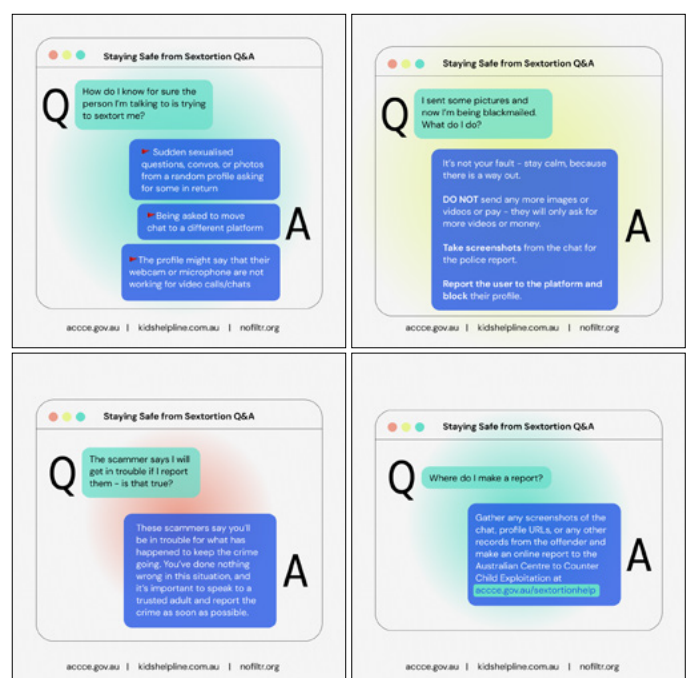 Staying Safe from Sextortion Q&A
Q
How do I know for sure the
person I'm talking to is trying
to sextort me?
Sudden sexualised
questions, convos, or photos
from a random profile asking
for some in return
Being asked to move
chat to a different platform
A
The profile might say that their
webcam or microphone are not
working for video calls/chats
accce.gov.au | kidshelpline.com.au | nofiltr.org
Staying Safe from Sextortion Q&A
Q
I sent some pictures and
now I'm being blackmailed.
What do I do?
It's not your fault - stay calm, because
there is a way out.
DO NOT send any more images or
videos or pay - they will only ask for
more videos or money.
A
Take screenshots from the chat for
the police report.
Report the user to the platform and
block their profile.
accce.gov.au | kidshelpline.com.au | nofiltr.org
Staying Safe from Sextortion Q&A
Q
The scammer says I will
get in trouble if I report
them - is that true?
These scammers say you'll
be in trouble for what has
happened to keep the crime
going. You've done nothing
wrong in this situation, and
it's important to speak to a
trusted adult and report the
crime as soon as possible.
A
accce.gov.au | kidshelpline.com.au | nofiltr.org
Staying Safe from Sextortion Q&A
Q
Where do I make a report?
Gather any screenshots of the
chat, profile URLs, or any other
records from the offender and
make an online report to the
Australian Centre to Counter
Child Exploitation at
accce.gov.au/sextortionhelp
A
accce.gov.au | kidshelpline.com.au | nofiltr.org